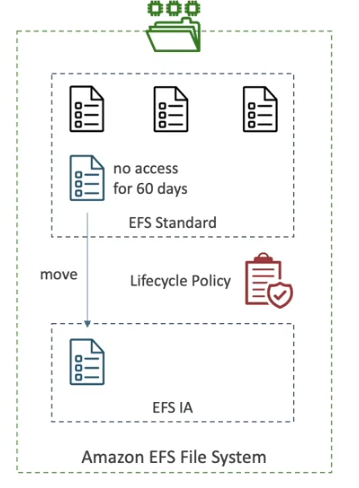 no access
for 60 days
EFS Standard
move
Lifecycle Policy
EFS IA
Amazon EFS File System